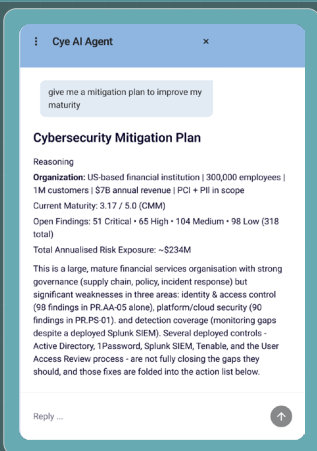 Cye AI Agent
give me a mitigation plan to improve my
maturity
Cybersecurity Mitigation Plan
Reasoning
Organization: US-based financial institution | 300,000 employees |
1M customers | $7B annual revenue | PCI + PII in scope
Current Maturity: 3.17 / 5.0 (CMM)
Open Findings: 51 Critical • 65 High • 104 Medium • 98 Low (318
total)
Total Annualised Risk Exposure: ~$234M
This is a large, mature financial services organisation with strong
governance (supply chain, policy, incident response) but
significant weaknesses in three areas: identity & access control
(98 findings in PR.AA-05 alone), platform/cloud security (90
findings in PR.PS-01). and detection coverage (monitoring gaps
despite a deployed Splunk SIEM). Several deployed controls -
Active Directory, 1Password, Splunk SIEM, Tenable, and the User
Access Review process - are not fully closing the gaps they
should, and those fixes are folded into the action list below.
Reply ...